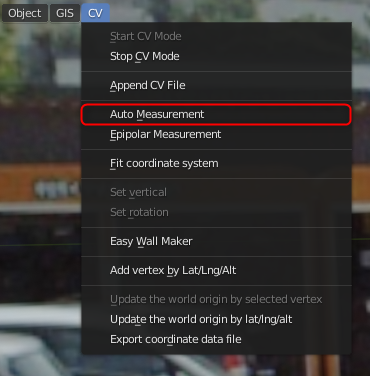 Object GIS CV
Start CV Mode
Stop CV Mode
Append CV File
Auto Measurement
Epipolar Measurement
Fit coordinate system
Set vertical
Set rotation
Easy Wall Maker
Add vertex by Lat/Lng/Alt
Update the world origin by selected vertex
Update the world origin by lat/lng/alt
Export coordinate data file